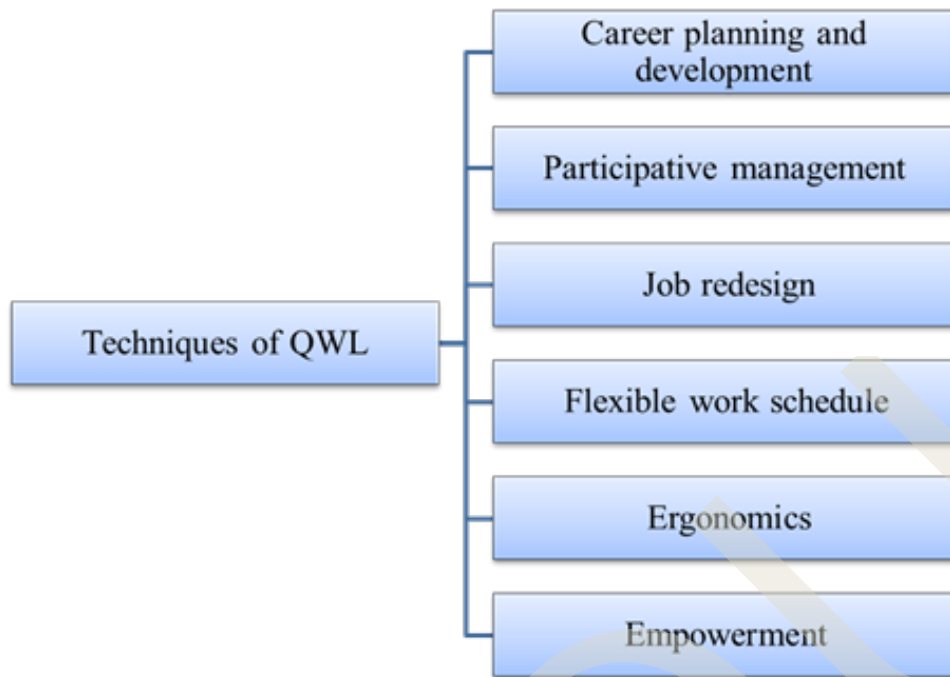 Career planning and
development
Participative management
Job redesign
Techniques of QWL
Flexible work schedule
Ergonomics
Empowerment